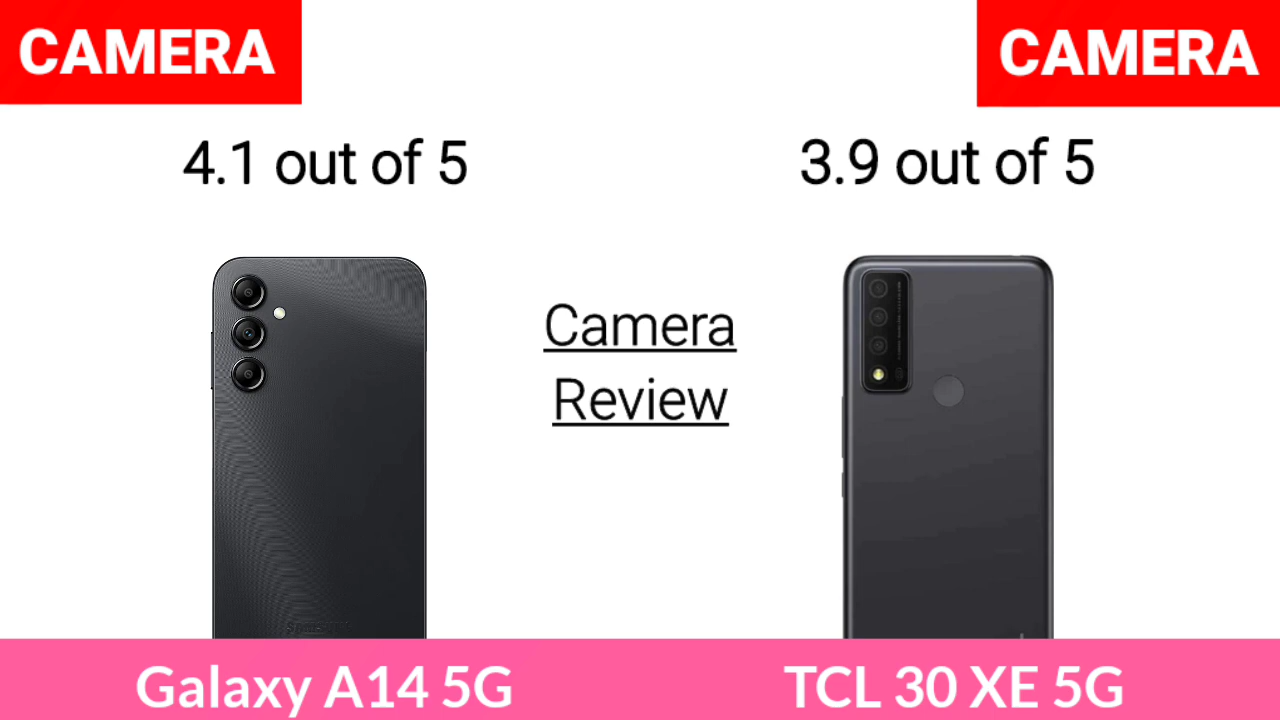 CAMERA
CAMERA
4.1 out of 5
3.9 out of 5
Camera
Review
Galaxy A14 5G
TCL 30 XE 5G